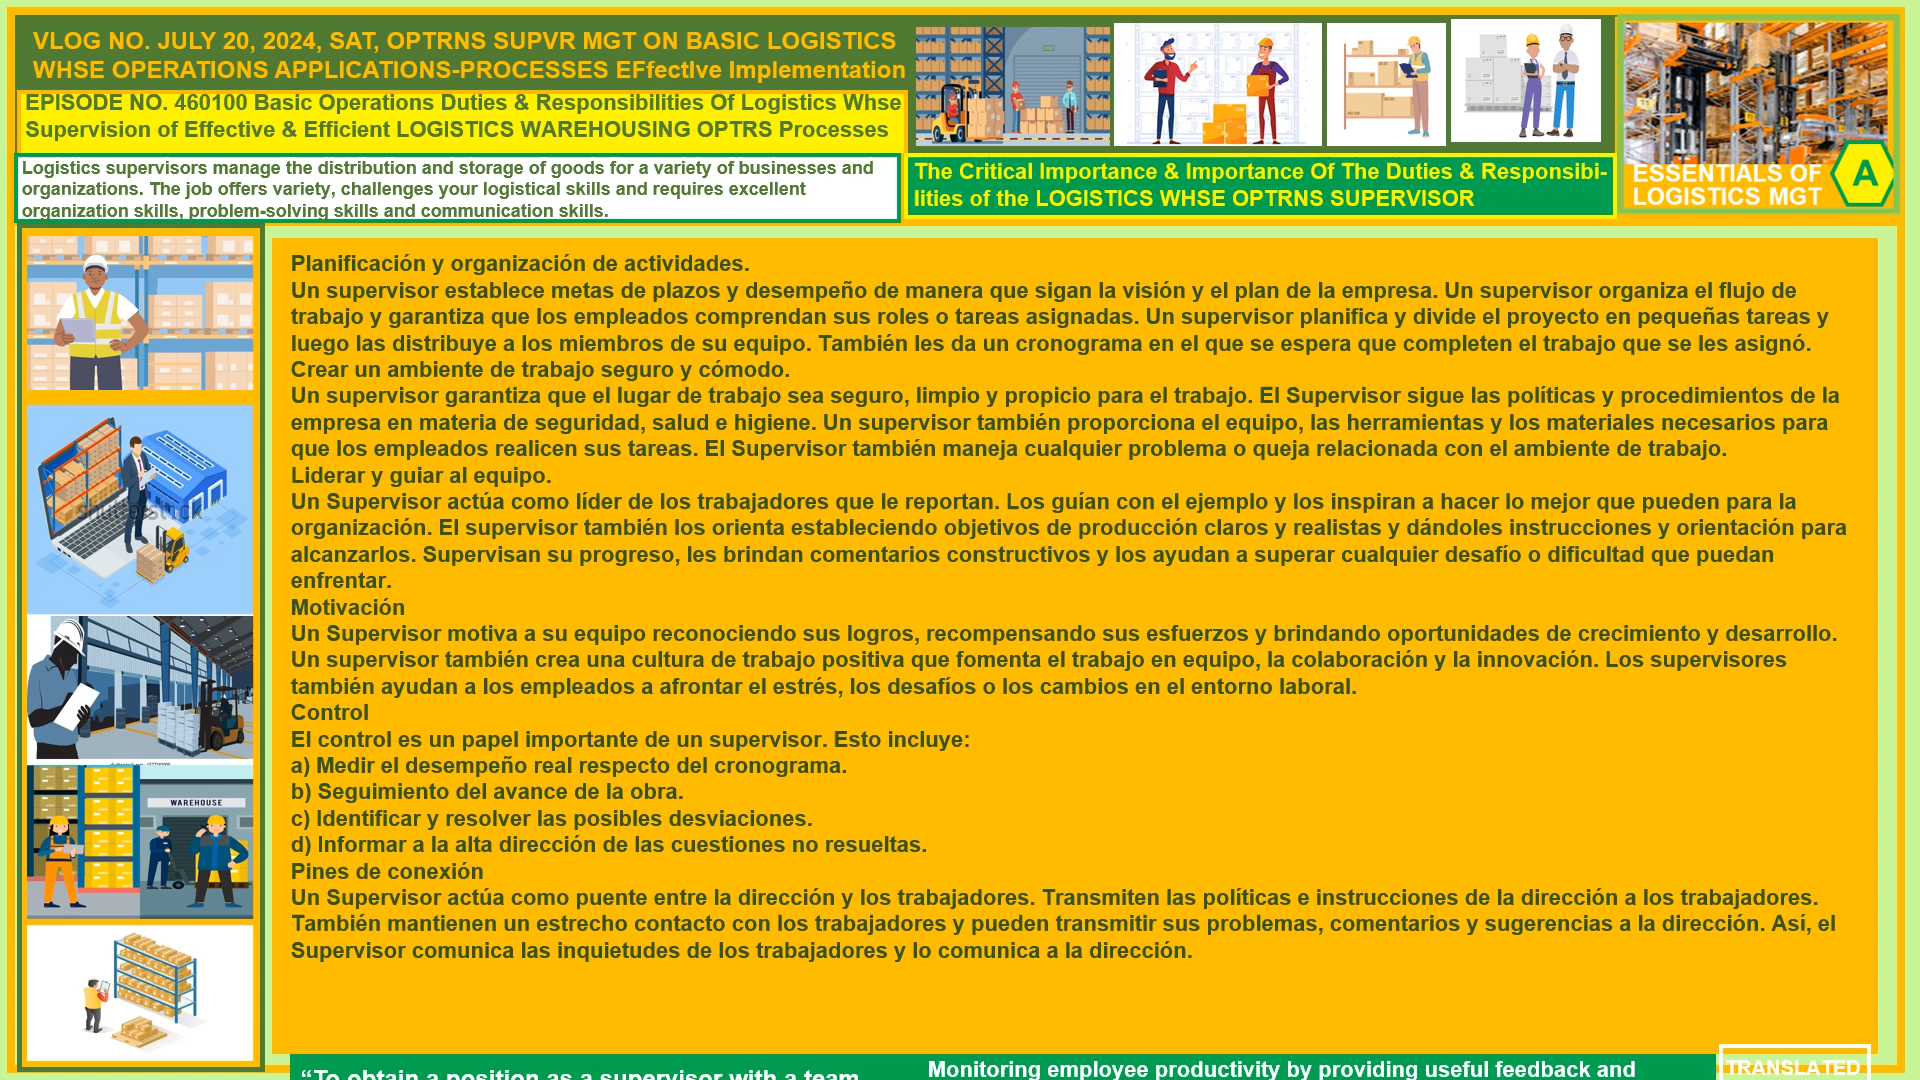 VLOG NO. JULY 20, 2024, SAT, OPTRNS SUPVR MGT ON BASIC LOGISTICS
WHSE OPERATIONS APPLICATIONS-PROCESSES EFfectIve Implementation
EPISODE NO. 460100 Basic Operations Duties & Responsibilities Of Logistics Whse
Supervision of Effective & Efficient LOGISTICS WAREHOUSING OPTRS Processes
Logistics supervisors manage the distribution and storage of goods for a variety of businesses and
organizations. The job offers variety, challenges your logistical skills and requires excellent
organization skills, problem-solving skills and communication skills.
The Critical Importance & Importance Of The Duties & Responsibi-
lities of the LOGISTICS WHSE OPTRNS SUPERVISOR
ESSENTIALS OF
LOGISTICS MGT
A
Planificación y organización de actividades.
Un supervisor establece metas de plazos y desempeño de manera que sigan la visión y el plan de la empresa. Un supervisor organiza el flujo de
trabajo y garantiza que los empleados comprendan sus roles o tareas asignadas. Un supervisor planifica y divide el proyecto en pequeñas tareas y
luego las distribuye a los miembros de su equipo. También les da un cronograma en el que se espera que completen el trabajo que se les asignó.
Crear un ambiente de trabajo seguro y cómodo.
Un supervisor garantiza que el lugar de trabajo sea seguro, limpio y propicio para el trabajo. El Supervisor sigue las políticas y procedimientos de la
empresa en materia de seguridad, salud e higiene. Un supervisor también proporciona el equipo, las herramientas y los materiales necesarios para
que los empleados realicen sus tareas. El Supervisor también maneja cualquier problema o queja relacionada con el ambiente de trabajo.
Liderar y guiar al equipo.
Un Supervisor actúa como líder de los trabajadores que le reportan. Los guían con el ejemplo y los inspiran a hacer lo mejor que pueden para la
organización. El supervisor también los orienta estableciendo objetivos de producción claros y realistas y dándoles instrucciones y orientación para
alcanzarlos. Supervisan su progreso, les brindan comentarios constructivos y los ayudan a superar cualquier desafío o dificultad que puedan
enfrentar.
Motivación
Un Supervisor motiva a su equipo reconociendo sus logros, recompensando sus esfuerzos y brindando oportunidades de crecimiento y desarrollo.
Un supervisor también crea una cultura de trabajo positiva que fomenta el trabajo en equipo, la colaboración y la innovación. Los supervisores
también ayudan a los empleados a afrontar el estrés, los desafíos o los cambios en el entorno laboral.
Control
El control es un papel importante de un supervisor. Esto incluye:
a) Medir el desempeño real respecto del cronograma.
b) Seguimiento del avance de la obra.
c) Identificar y resolver las posibles desviaciones.
d) Informar a la alta dirección de las cuestiones no resueltas.
Pines de conexión
Un Supervisor actúa como puente entre la dirección y los trabajadores. Transmiten las políticas e instrucciones de la dirección a los trabajadores.
También mantienen un estrecho contacto con los trabajadores y pueden transmitir sus problemas, comentarios y sugerencias a la dirección. Así, el
Supervisor comunica las inquietudes de los trabajadores y lo comunica a la dirección.
WAREHOUSE
“To obtain a position as a supervisor with a team
Monitoring employee productivity by providing useful feedback and
TRANSLATED